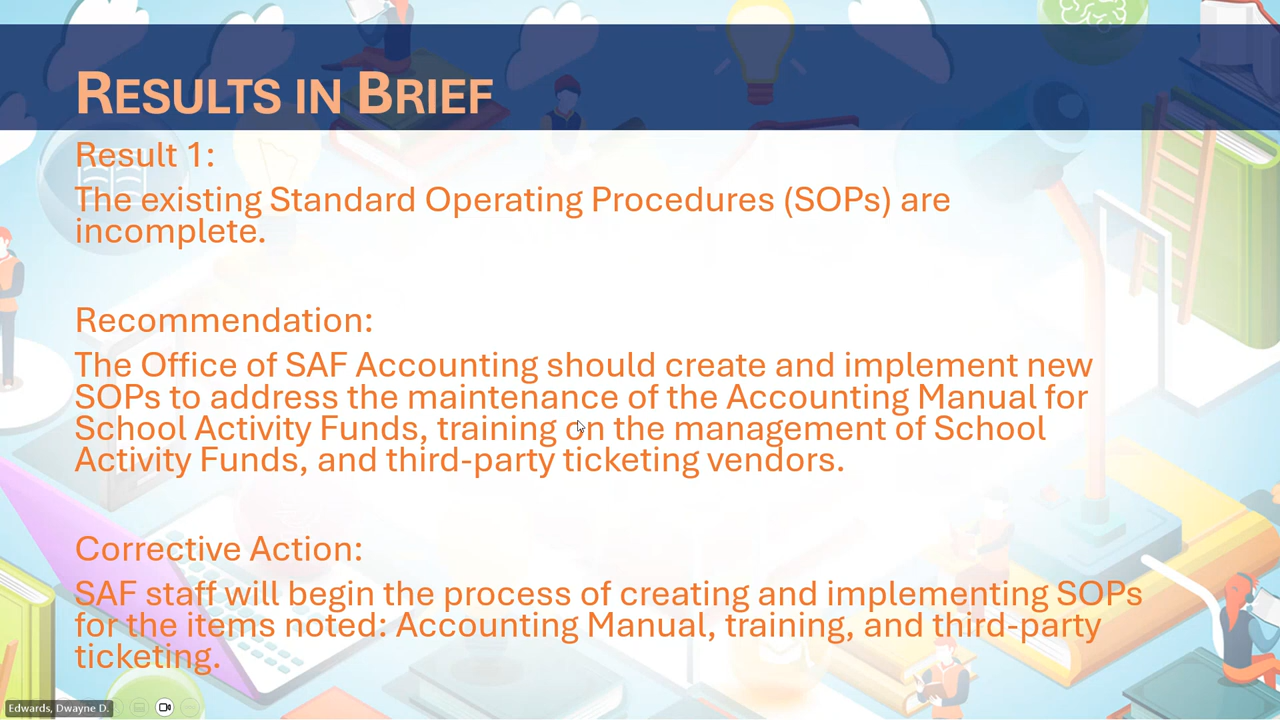 RESULTS IN BRIEF
Result 1:
The existing Standard Operating Procedures (SOPs) are
incomplete.
Recommendation:
The Office of SAF Accounting should create and implement new
SOPs to address the maintenance of the Accounting Manual for
School Activity Funds, training on the management of School
Activity Funds, and third-party ticketing vendors.
Corrective Action:
SAF staff will begin the process of creating and implementing SOPs
for the items noted: Accounting Manual, training, and third-party
ticketing.
Edwards, Dwayne D.